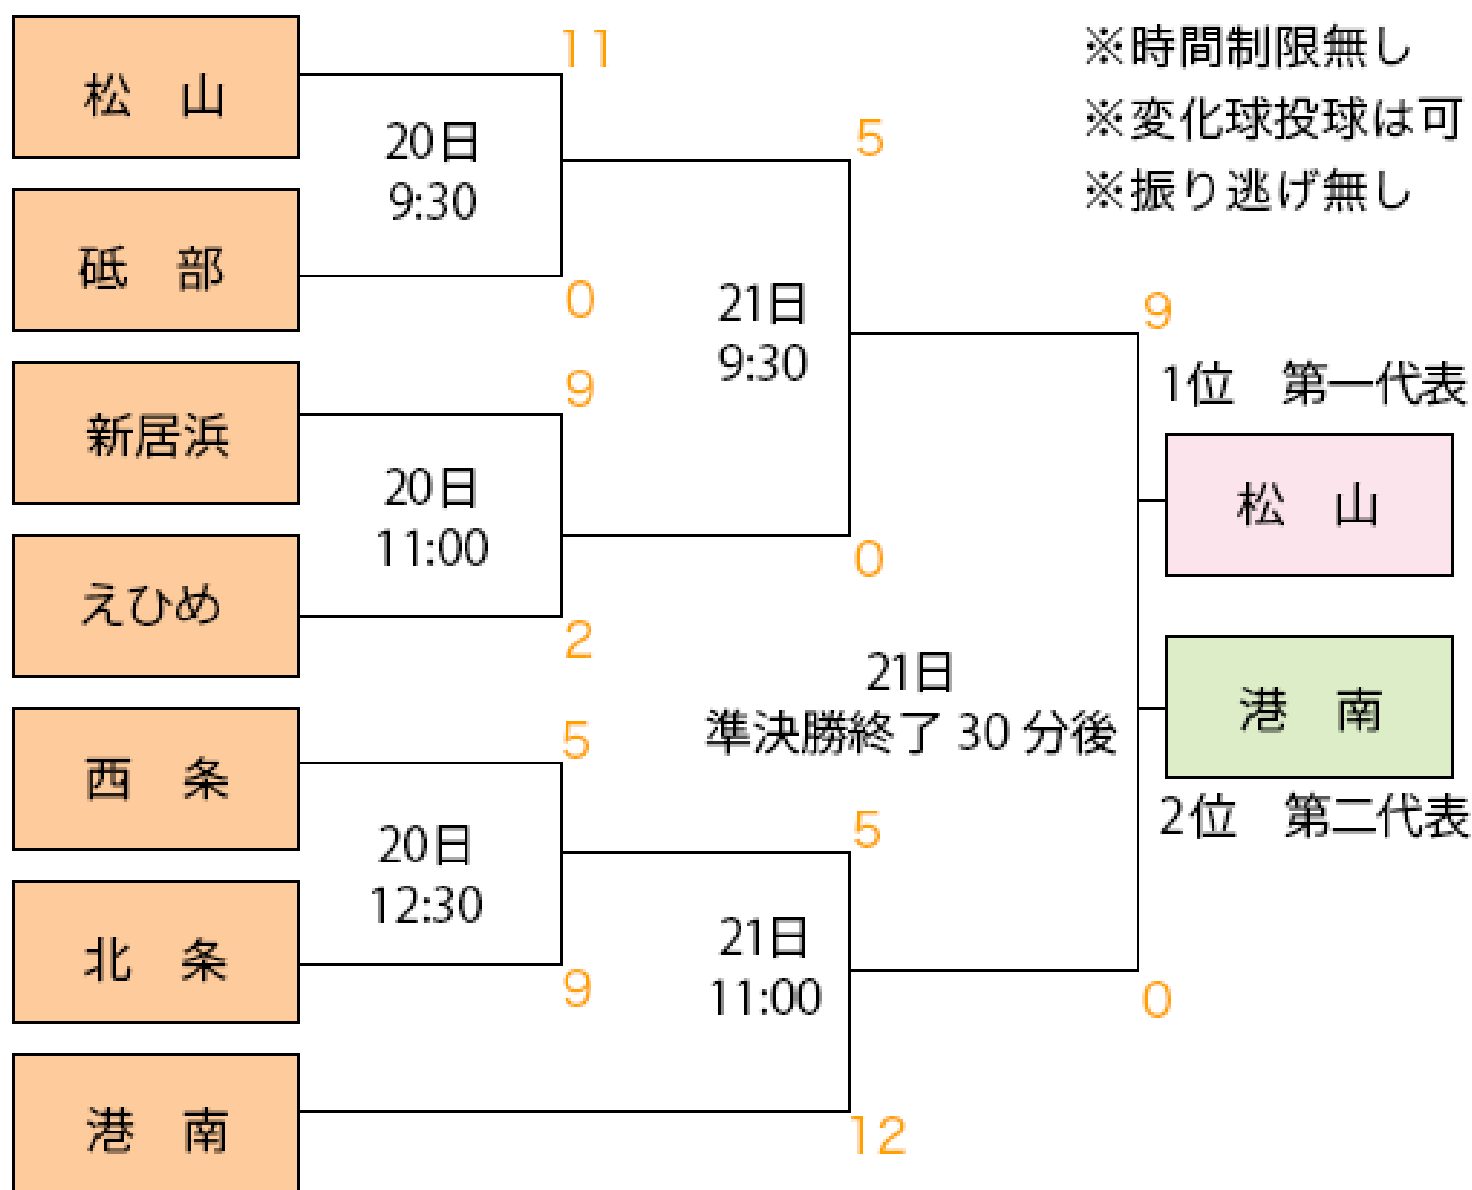 松　山
砥　部
新居浜
えひめ
西　条
北　条
港　南
11
20日
9:30
0
9
20日
11:00
2
5
20日
12:30
9
5
21日
9:30
0
5
21日
11:00
12
9
21日
準決勝終了 30 分後
0
※時間制限無し
※変化球投球は可
※振り逃げ無し
1位　第一代表
松　山
港　南
2位　第二代表